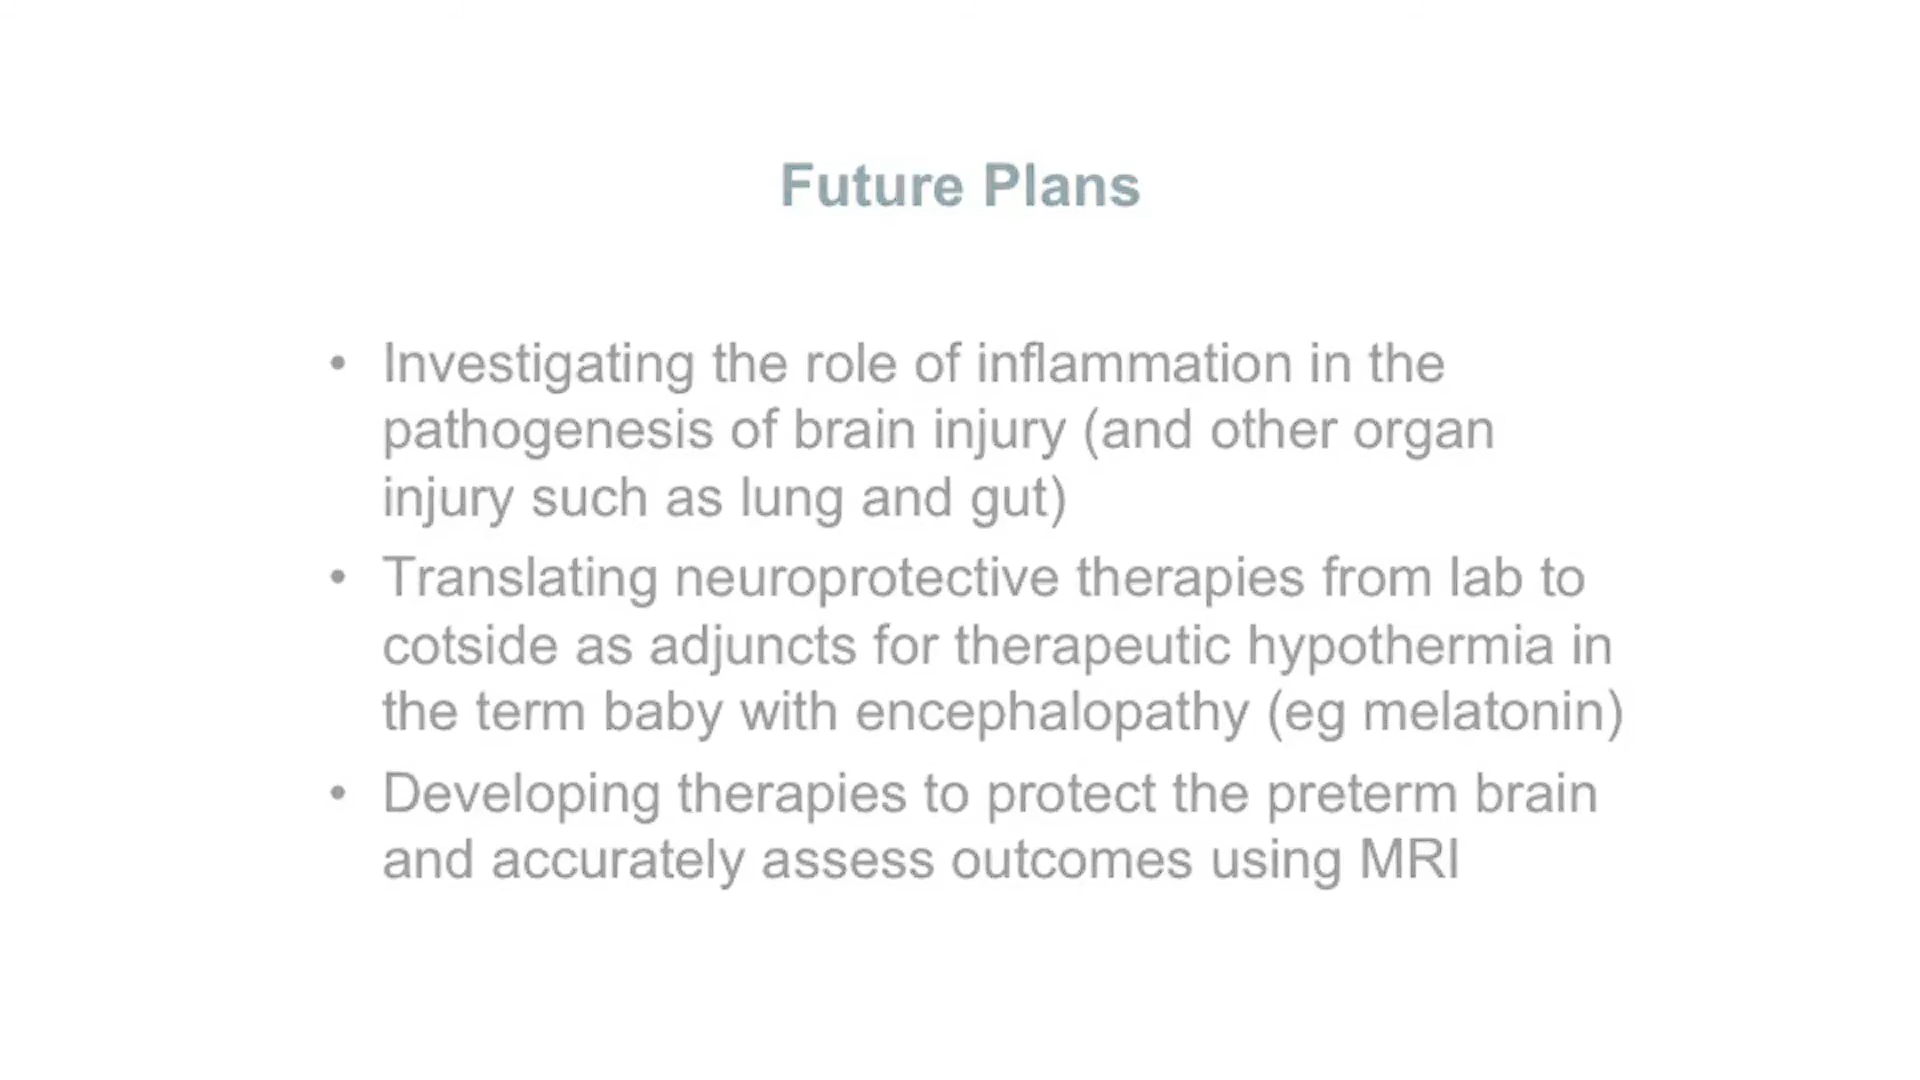 Future Plans
• Investigating the role of inflammation in the
pathogenesis of brain injury (and other organ
injury such as lung and gut)
• Translating neuroprotective therapies from lab to
cotside as adjuncts for therapeutic hypothermia in
the term baby with encephalopathy (eg melatonin)
• Developing therapies to protect the preterm brain
and accurately assess outcomes using MRI